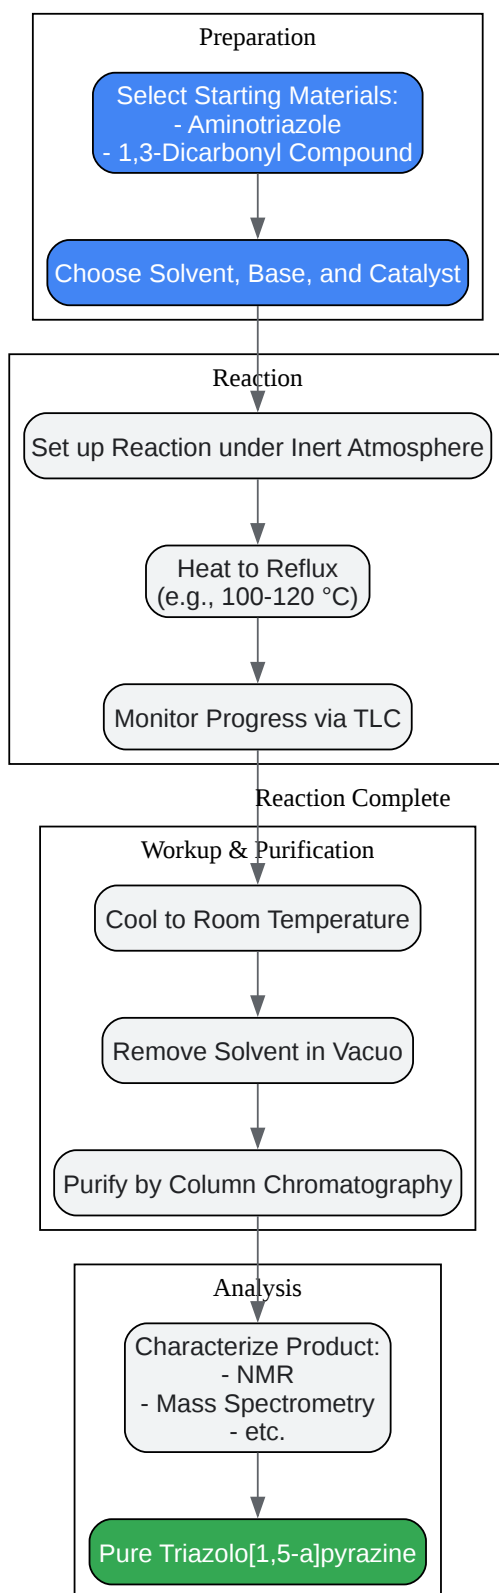 Preparation
Select Starting Materials:
- Aminotriazole
- 1,3-Dicarbonyl Compound
Choose Solvent, Base, and Catalyst
Reaction
Set up Reaction under Inert Atmosphere
Heat to Reflux
(e.g., 100-120 °C)
Monitor Progress via TLC
Reaction Complete
Workup & Purification
Cool to Room Temperature
Remove Solvent in Vacuo
Purify by Column Chromatography
Analysis
Characterize Product:
- NMR
- Mass Spectrometry
- etc.
Pure Triazolo[1,5-a]pyrazine